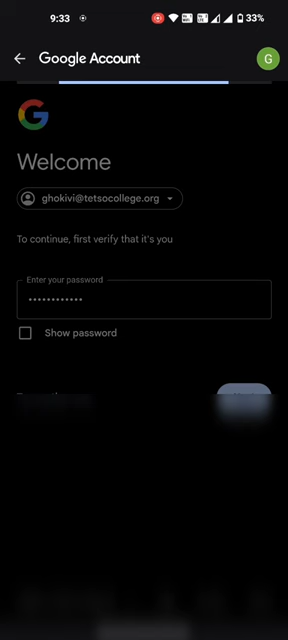 9:33
33%
Google Account
G
Welcome
ghokivi@tetsocollege.org
To continue, first verify that it's you
Enter your password
••••••••••••
Show password